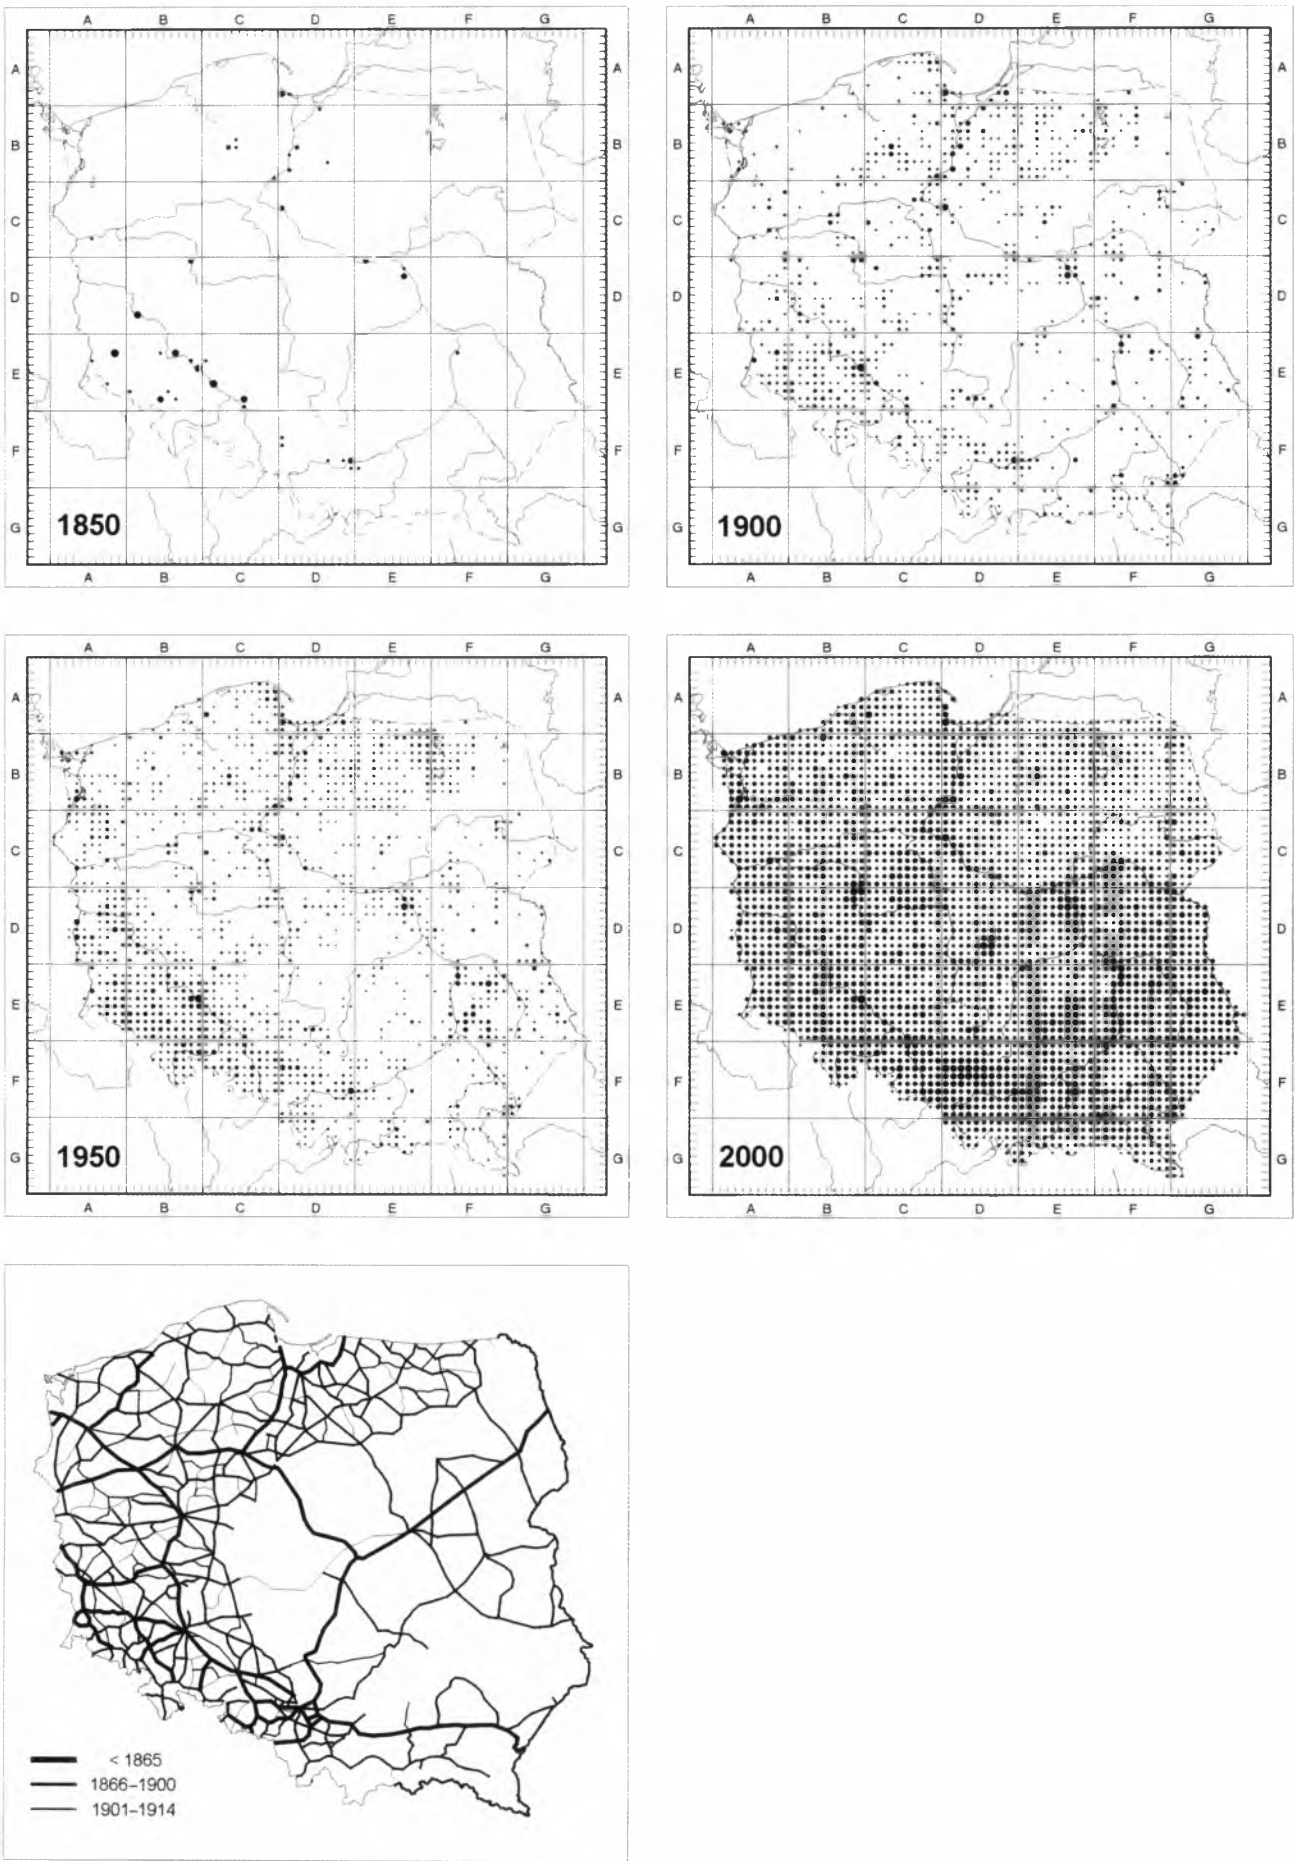 A B C D E F G
A B C D E F G
A A
A A
B B
B B
C C
C C
D D
D D
E E
E E
F F
F F
G
G
1850
1900
G
G
A B C D E F G
A B C D E F G
A B C D E F G
A B C D E F G
A A
A A
B B
B B
C C
C C
D D
D D
E E
E E
F F
F F
G
G
1950
2000
G
G
A B C D E F G
A B C D E F G
< 1865
1866–1900
1901–1914